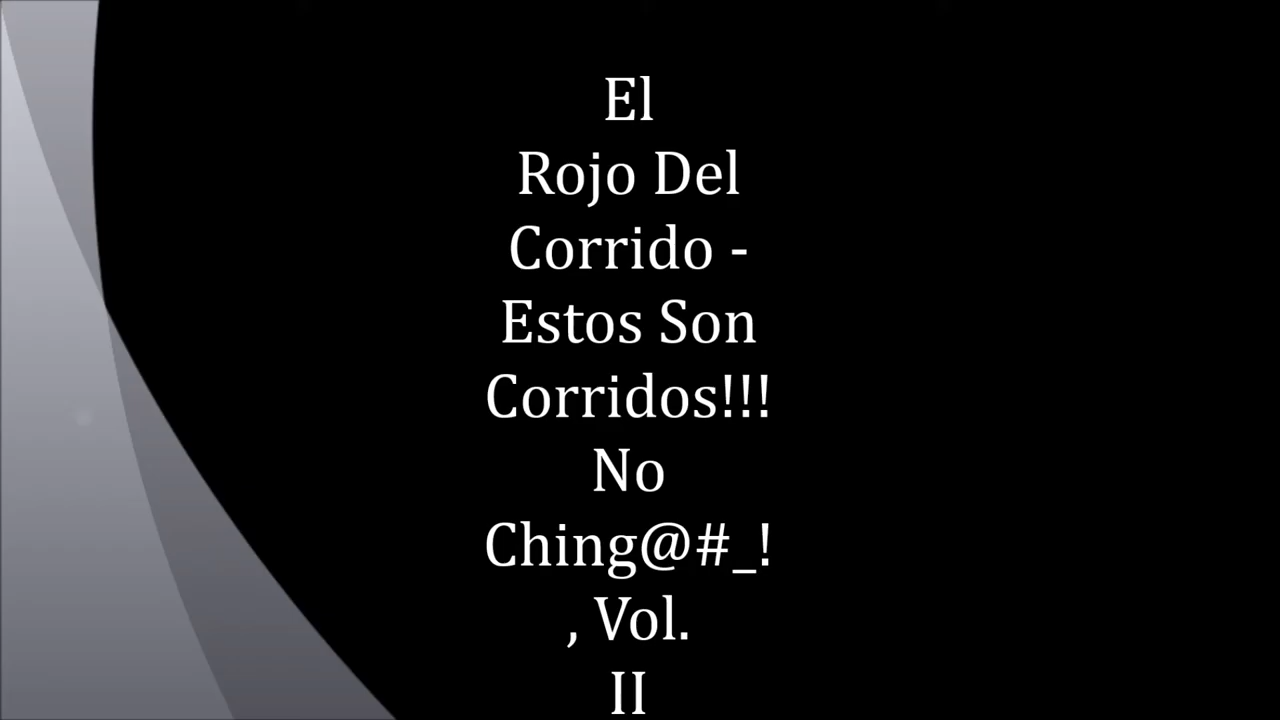 El
Rojo Del
Corrido -
Estos Son
Corridos!!!
No
Ching@#_!
, Vol.
II